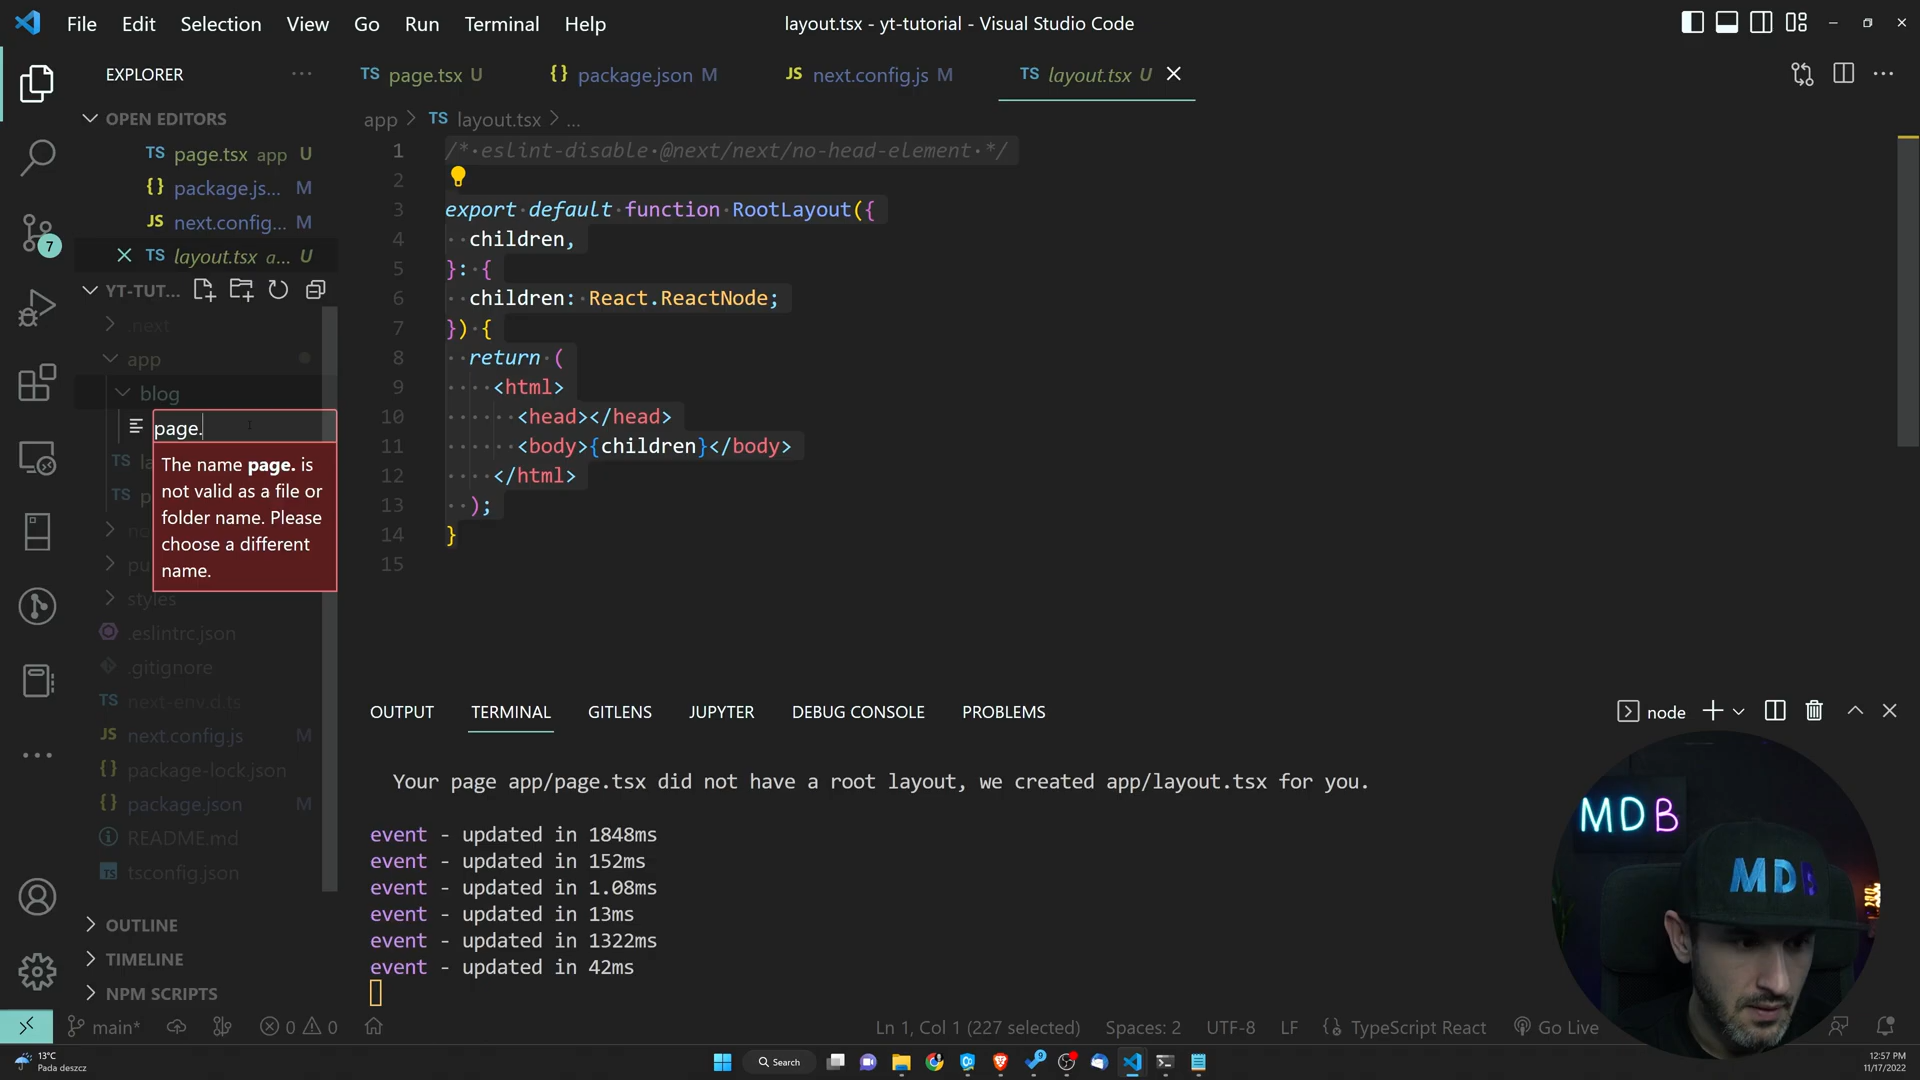 File Edit Selection View Go Run Terminal Help
layout.tsx - yt-tutorial - Visual Studio Code
EXPLORER
TS page.tsx U
{} package.json M
JS next.config.js M
TS layout.tsx U
OPEN EDITORS
TS page.tsx app U
{} package.js... M
JS next.config... M
TS layout.tsx a... U
YT-TUT...
.next
app
blog
page.
The name page. is
not valid as a file or
folder name. Please
choose a different
name.
TS
TS
styles
.eslintrc.json
.gitignore
TS next-env.d.ts
JS next.config.js M
{} package-lock.json
{} package.json M
README.md
tsconfig.json
OUTLINE
TIMELINE
NPM SCRIPTS
7
app > TS layout.tsx > ...
1 /* eslint-disable @next/next/no-head-element */
2
3 export default function RootLayout({
4 children,
5 }: {
6 children: React.ReactNode;
7 }) {
8 return (
9 <html>
10 <head></head>
11 <body>{children}</body>
12 </html>
13 );
14 }
15
OUTPUT TERMINAL GITLENS JUPYTER DEBUG CONSOLE PROBLEMS
node
Your page app/page.tsx did not have a root layout, we created app/layout.tsx for you.
event - updated in 1848ms
event - updated in 152ms
event - updated in 1.08ms
event - updated in 13ms
event - updated in 1322ms
event - updated in 42ms
MDB
MDB
main* 0 0
Ln 1, Col 1 (227 selected) Spaces: 2 UTF-8 LF {} TypeScript React Go Live
13°C
Pada deszcz
Search
9
12:57 PM
11/17/2022